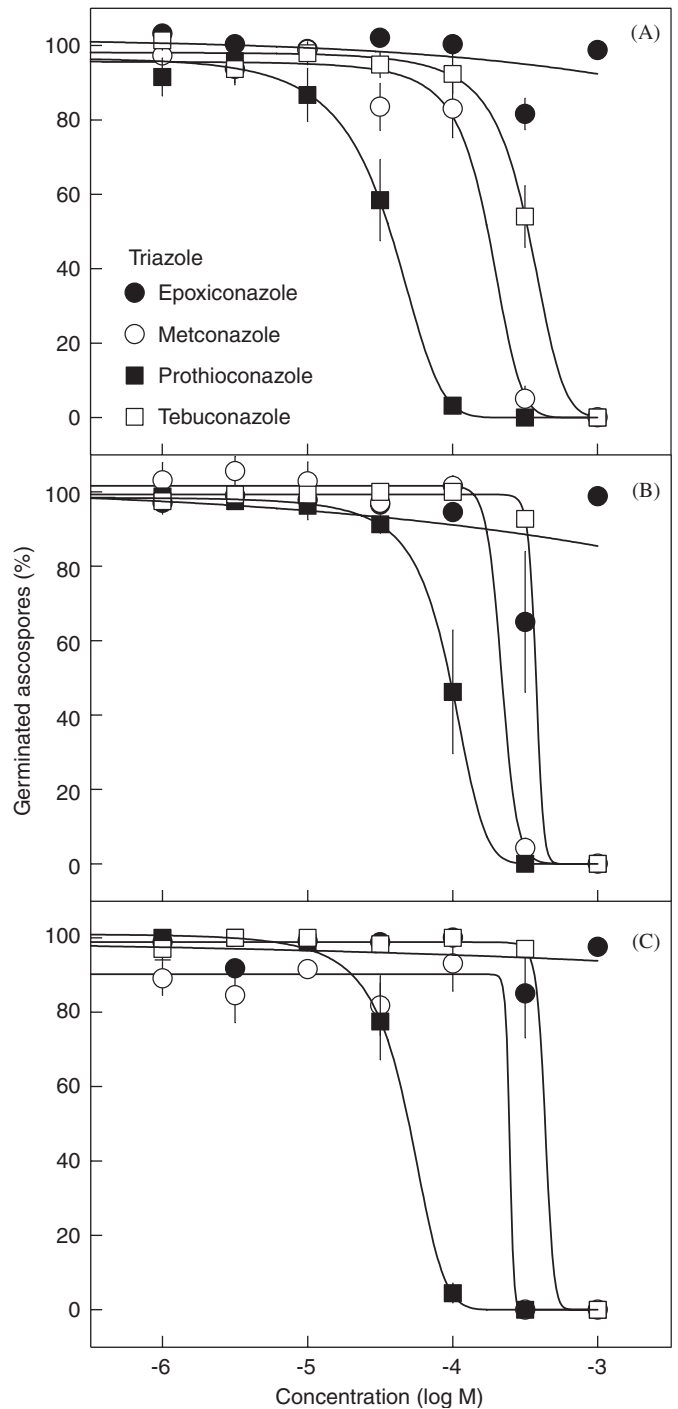 (A)
100
80
60
40
20
0
Triazole
Epoxiconazole
Metconazole
Prothioconazole
Tebuconazole
(B)
100
80
60
40
20
0
Germinated ascospores (%)
(C)
100
80
60
40
20
0
-6 -5 -4 -3
Concentration (log M)